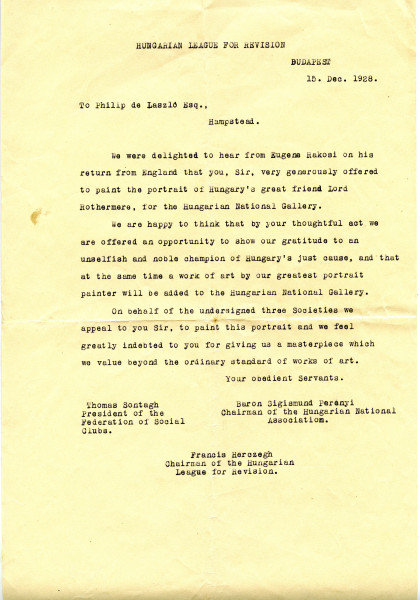 HUNGARIAN LEAGUE FOR REVISION
BUDAPEST
15. Dec. 1928.
To Philip de Laszló Esq.,
Hampstead.
We were delighted to hear from Eugene Rakosi on his
return from England that you, Sir, very generously offered
to paint the portrait of Hungary's great friend Lord
Rothermere, for the Hungarian National Gallery.
We are happy to think that by your thoughtful act we
are offered an opportunity to show our gratitude to an
unselfish and noble champion of Hungary's just cause, and that
at the same time a work of art by our greatest portrait
painter will be added to the Hungarian National Gallery.
On behalf of the undersigned three Societies we
appeal to you Sir, to paint this portrait and we feel
greatly indebted to you for giving us a masterpiece which
we value beyond the ordinary standard of works of art.
Your obedient Servants.
Thomas Sontagh
President of the
Federation of Social
Clubs.
Baron Sigismund Perényi
Chairman of the Hungarian National
Association.
Francis Herczegh
Chairman of the Hungarian
League for Revision.